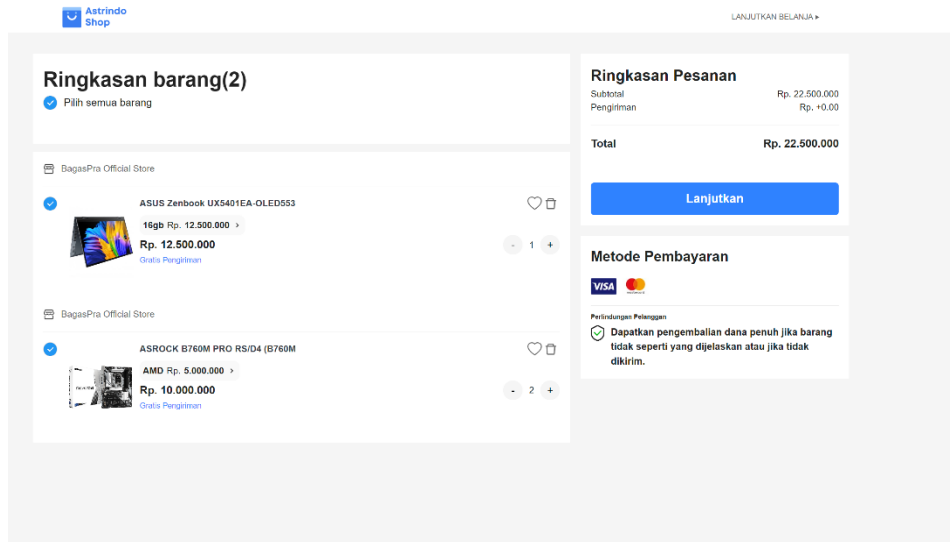 Astrindo
Shop
LANJUTKAN BELANJA ▸
Ringkasan barang(2)
Pilih semua barang
BagasPra Official Store
ASUS Zenbook UX5401EA-OLED553
16gb Rp. 12.500.000 >
Rp. 12.500.000
- 1 +
Gratis Pengiriman
BagasPra Official Store
ASROCK B760M PRO RS/D4 (B760M
AMD Rp. 5.000.000 >
Rp. 10.000.000
- 2 +
Gratis Pengiriman
Ringkasan Pesanan
Subtotal Rp. 22.500.000
Pengiriman Rp. +0.00
Total Rp. 22.500.000
Lanjutkan
Metode Pembayaran
VISA
Perlindungan Pelanggan
Dapatkan pengembalian dana penuh jika barang
tidak seperti yang dijelaskan atau jika tidak
dikirim.